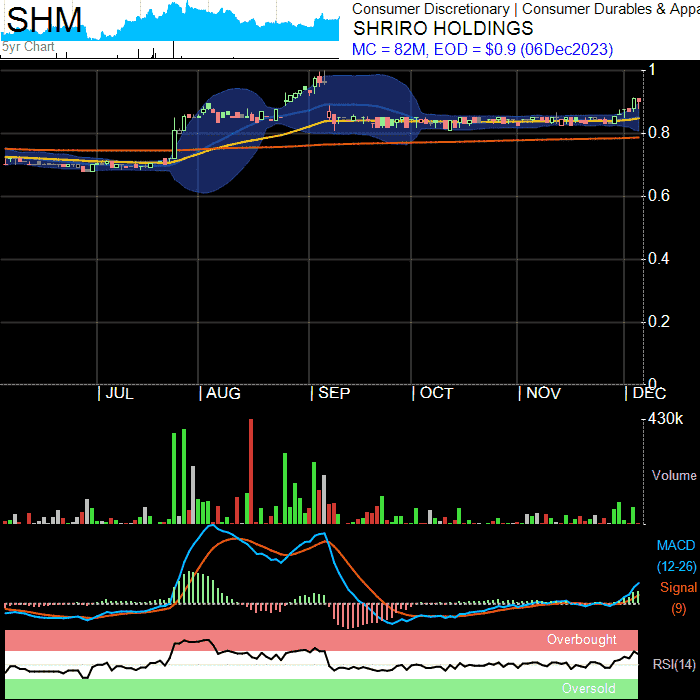 SHM
5yr Chart
Consumer Discretionary | Consumer Durables & Appa
SHRIRO HOLDINGS
MC = 82M, EOD = $0.9 (06Dec2023)
1
0.8
0.6
0.4
0.2
0
| JUL | AUG | SEP | OCT | NOV | DEC
430k
Volume
MACD
(12-26)
Signal
(9)
Overbought
RSI(14)
Oversold